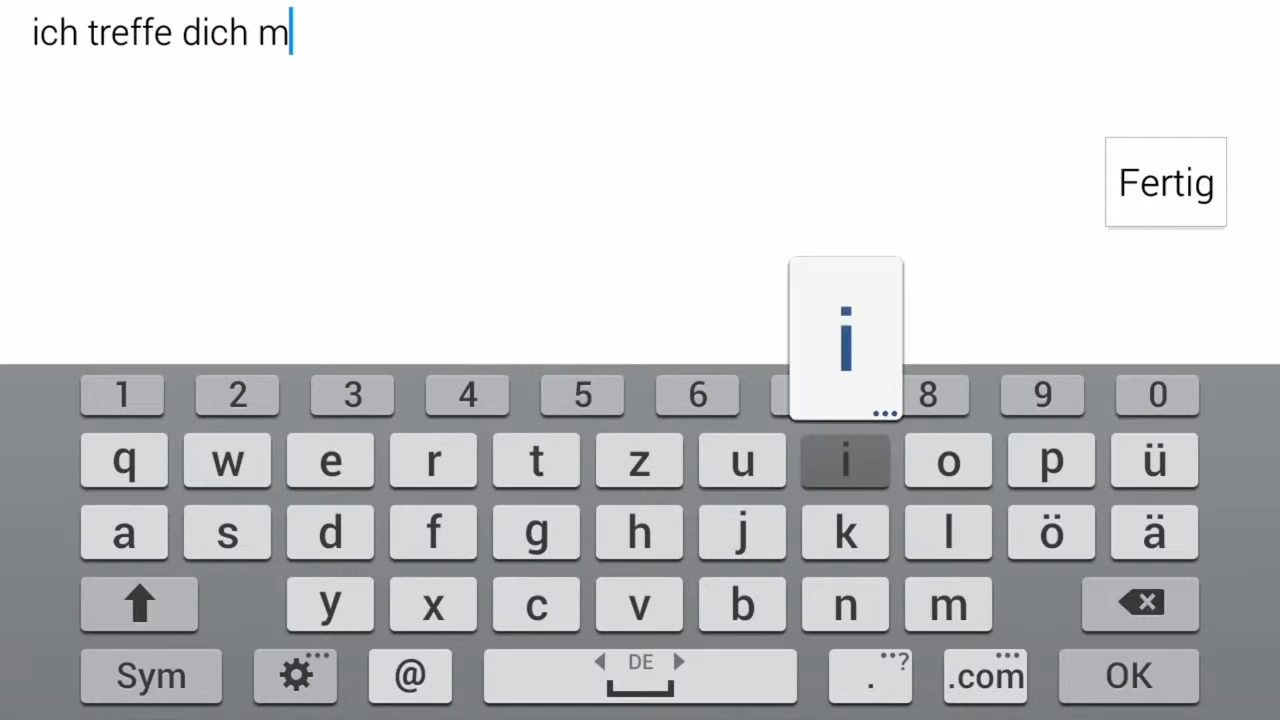 ich treffe dich m
Fertig
i
1 2 3 4 5 6 8 9 0
q w e r t z u i o p ü
a s d f g h j k l ö ä
y x c v b n m
Sym @ DE . ? .com OK